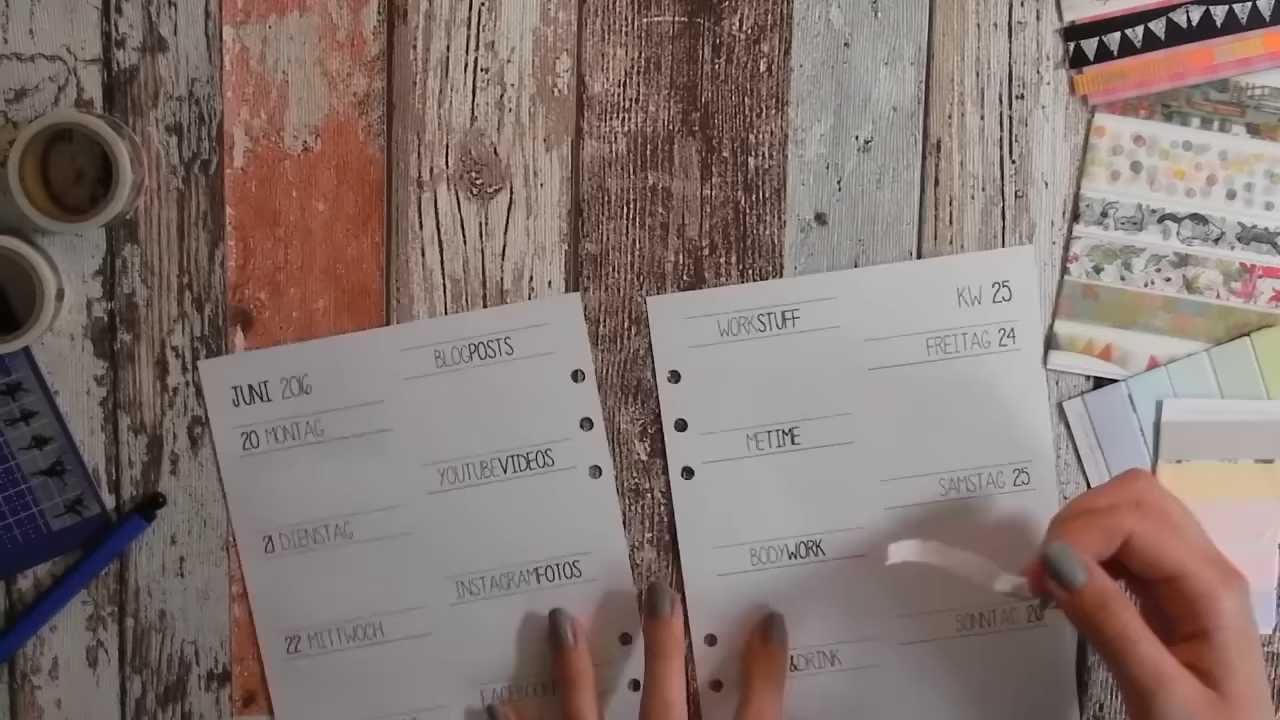 JUNI 2016
20 MONTAG
21 DIENSTAG
22 MITTWOCH
BLOGPOSTS
YOUTUBEVIDEOS
INSTAGRAMFOTOS
WORKSTUFF
METIME
BODYWORK
&DRINK
KW 25
FREITAG 24
SAMSTAG 25
SONNTAG 26